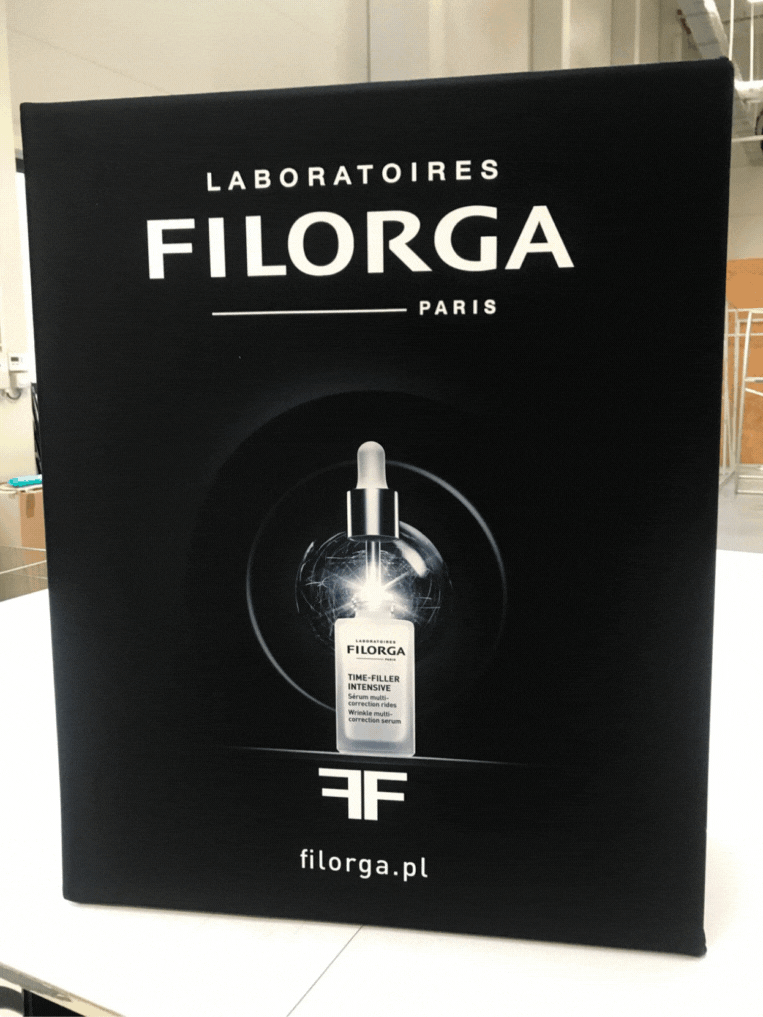 LABORATOIRES
FILORGA
PARIS
LABORATOIRES
FILORGA
PARIS
TIME-FILLER
INTENSIVE
Sérum multi-
correction rides
Wrinkle multi-
correction serum
FF
filorga.pl